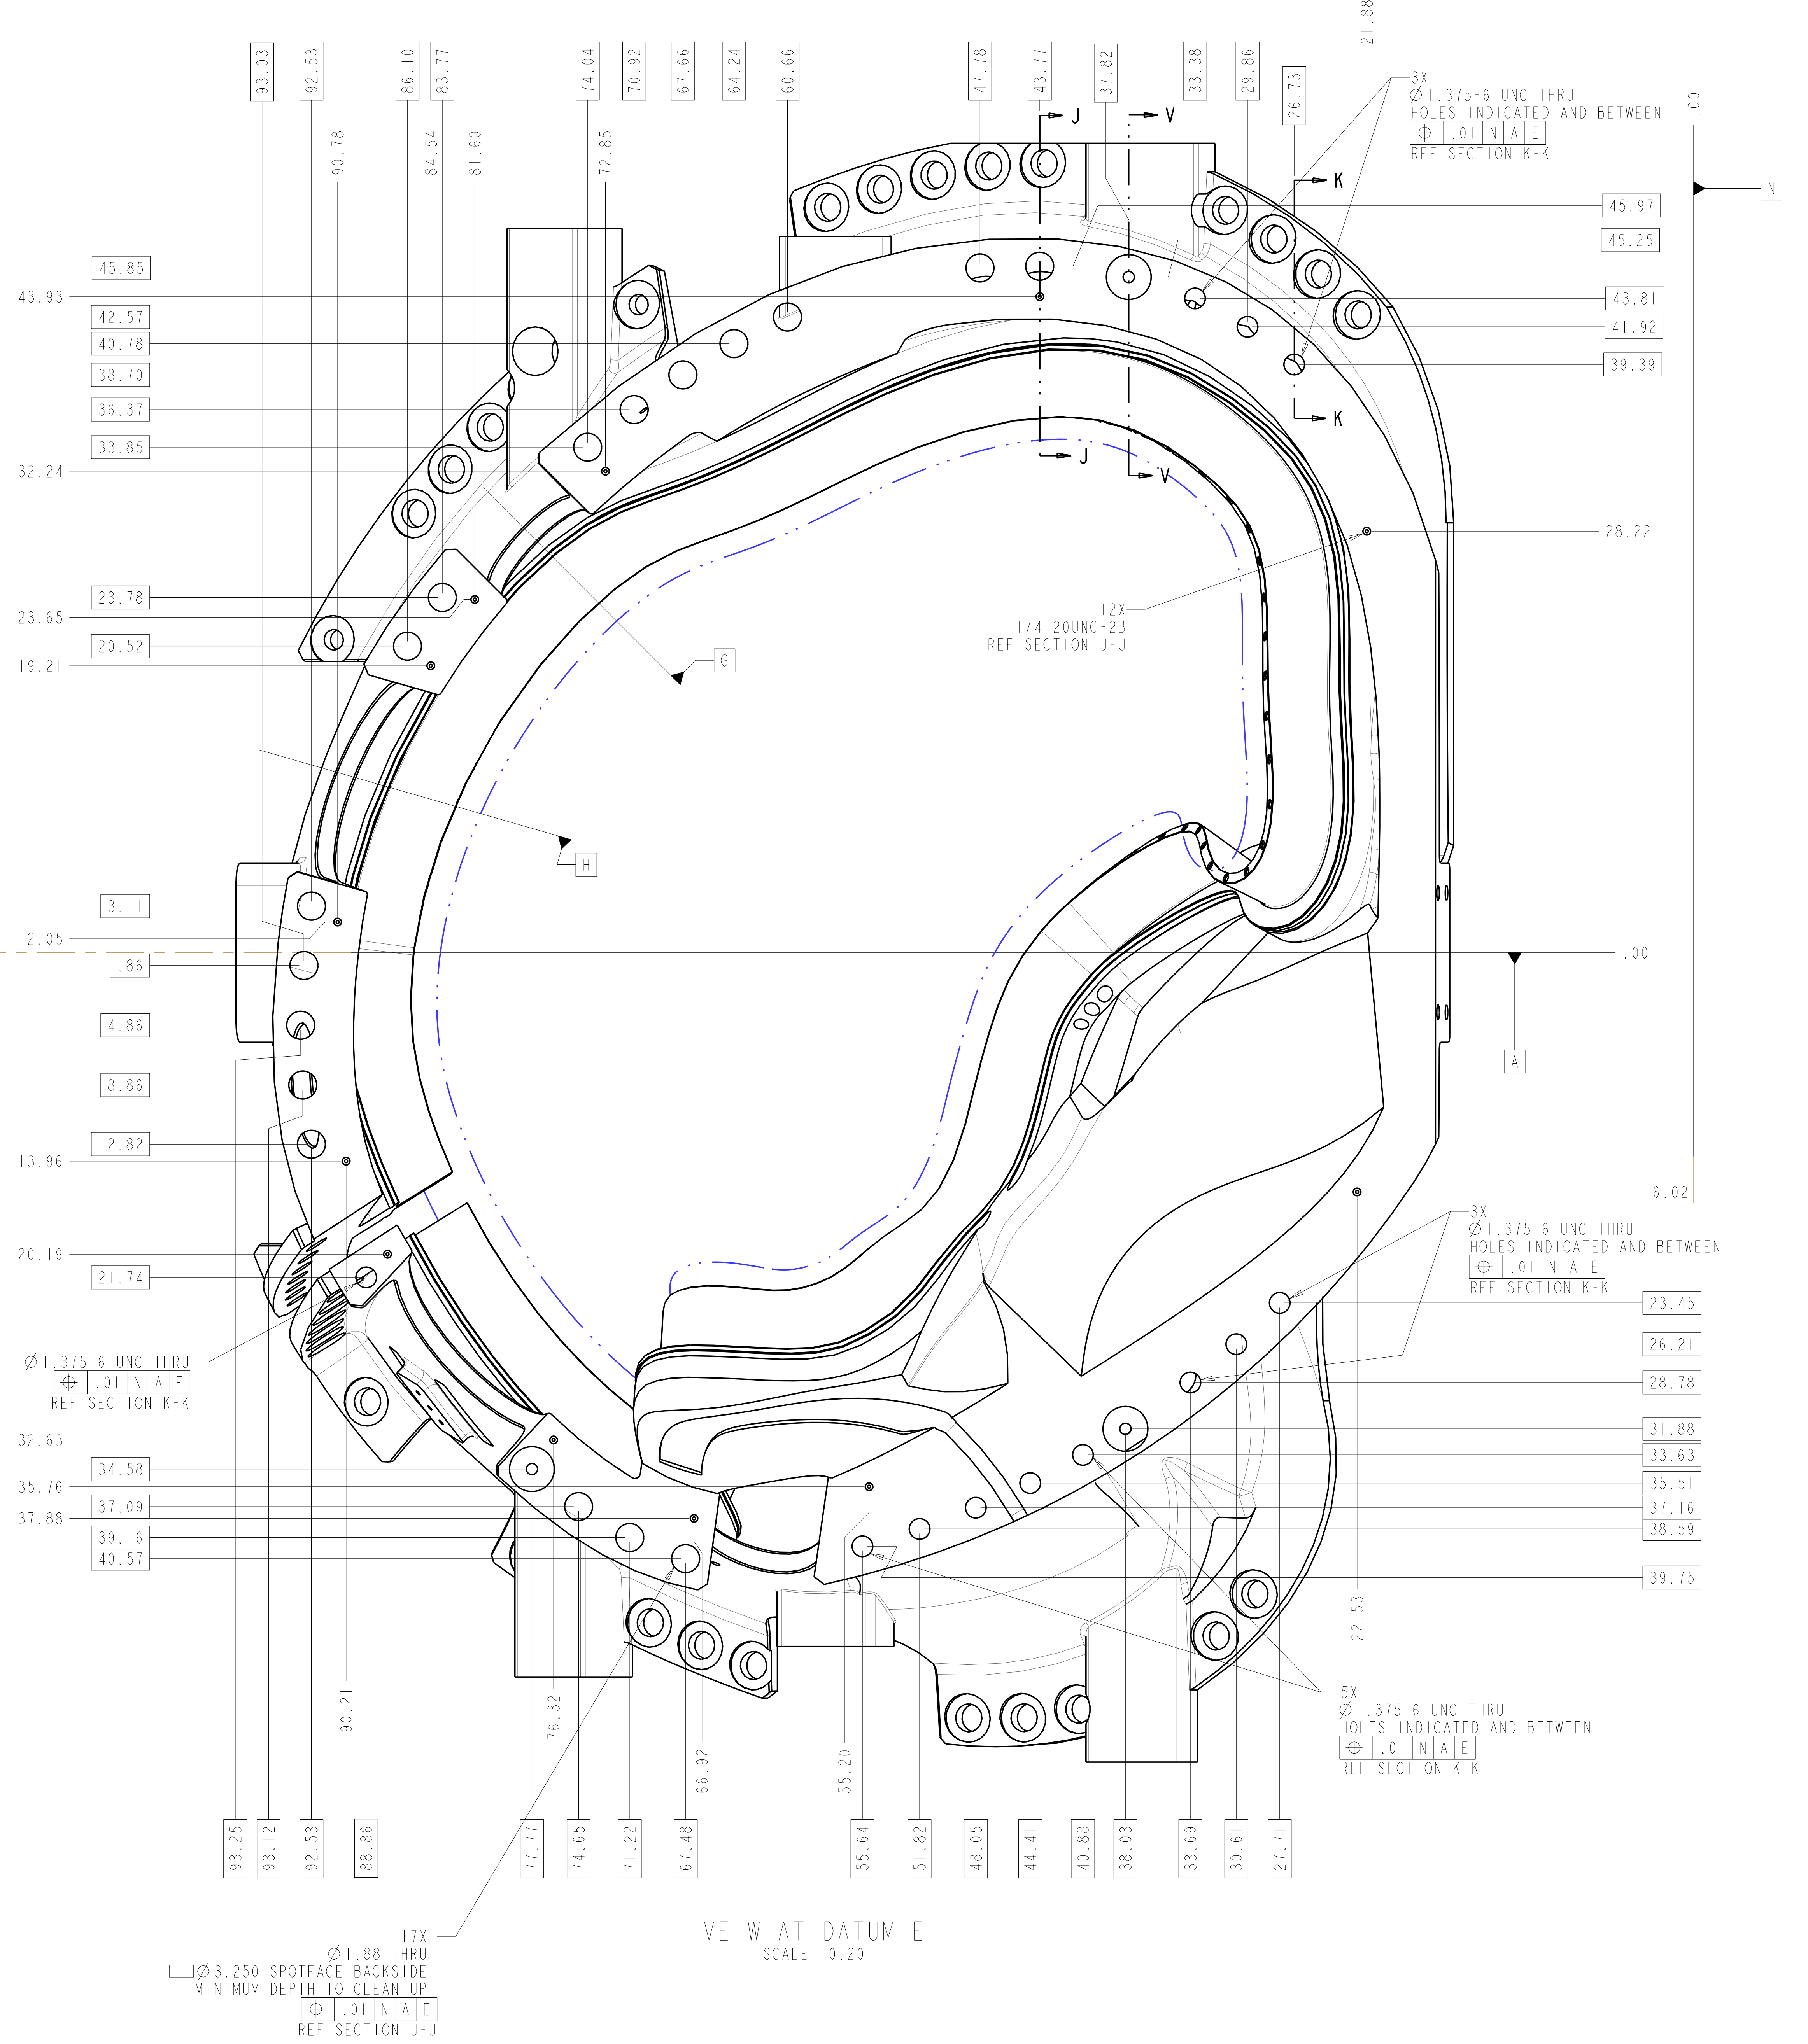 93.03
92.53
86.10
83.77
74.04
70.92
67.66
64.24
60.66
47.78
43.77
37.82
33.38
29.86
26.73
21.88
.00
90.78
84.54
81.60
72.85
J
V
K
3X
Ø1.375-6 UNC THRU
HOLES INDICATED AND BETWEEN
⌖ .01 N A E
REF SECTION K-K
N
45.97
45.25
43.81
41.92
39.39
K
J
V
28.22
45.85
43.93
42.57
40.78
38.70
36.37
33.85
32.24
23.78
23.65
20.52
19.21
12X
1/4 20UNC-2B
REF SECTION J-J
G
H
3.11
2.05
.86
4.86
8.86
12.82
13.96
20.19
21.74
.00
A
16.02
3X
Ø1.375-6 UNC THRU
HOLES INDICATED AND BETWEEN
⌖ .01 N A E
REF SECTION K-K
23.45
26.21
28.78
31.88
33.63
35.51
37.16
38.59
39.75
Ø1.375-6 UNC THRU
⌖ .01 N A E
REF SECTION K-K
32.63
34.58
35.76
37.09
37.88
39.16
40.57
90.21
76.32
66.92
55.20
22.53
5X
Ø1.375-6 UNC THRU
HOLES INDICATED AND BETWEEN
⌖ .01 N A E
REF SECTION K-K
93.25
93.12
92.53
88.86
77.77
74.65
71.22
67.48
55.64
51.82
48.05
44.41
40.88
38.03
33.69
30.61
27.71
17X
Ø1.88 THRU
⌴Ø3.250 SPOTFACE BACKSIDE
MINIMUM DEPTH TO CLEAN UP
⌖ .01 N A E
REF SECTION J-J
VEIW AT DATUM E
SCALE 0.20